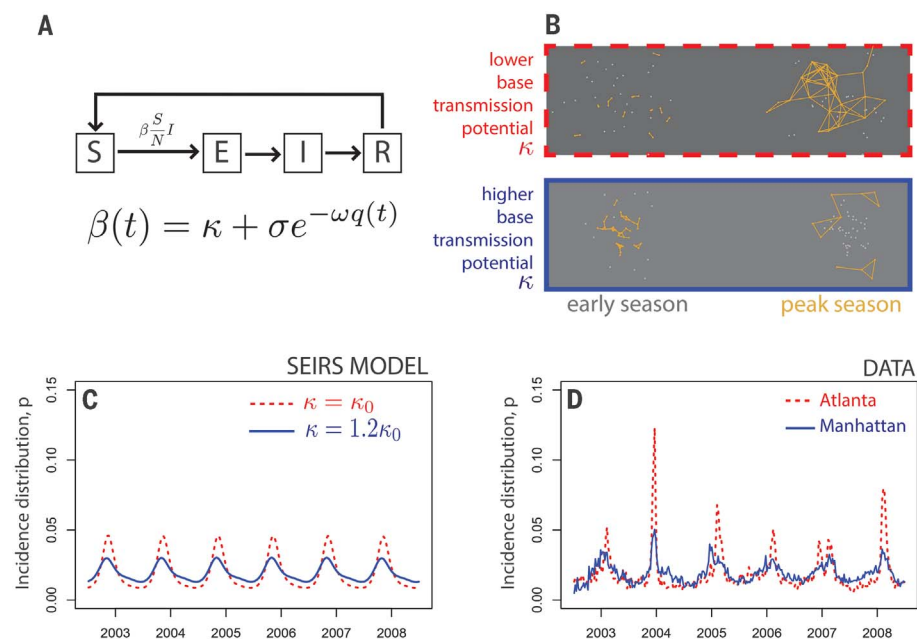 A
S
β S/N I
E
I
R
β(t) = κ + σe^{-ωq(t)}
B
lower
base
transmission
potential
κ
higher
base
transmission
potential
κ
early season
peak season
SEIRS MODEL
C
κ = κ₀
κ = 1.2κ₀
Incidence distribution, p
0.15
0.10
0.05
0.00
2003 2004 2005 2006 2007 2008
DATA
D
Atlanta
Manhattan
Incidence distribution, p
0.15
0.10
0.05
0.00
2003 2004 2005 2006 2007 2008